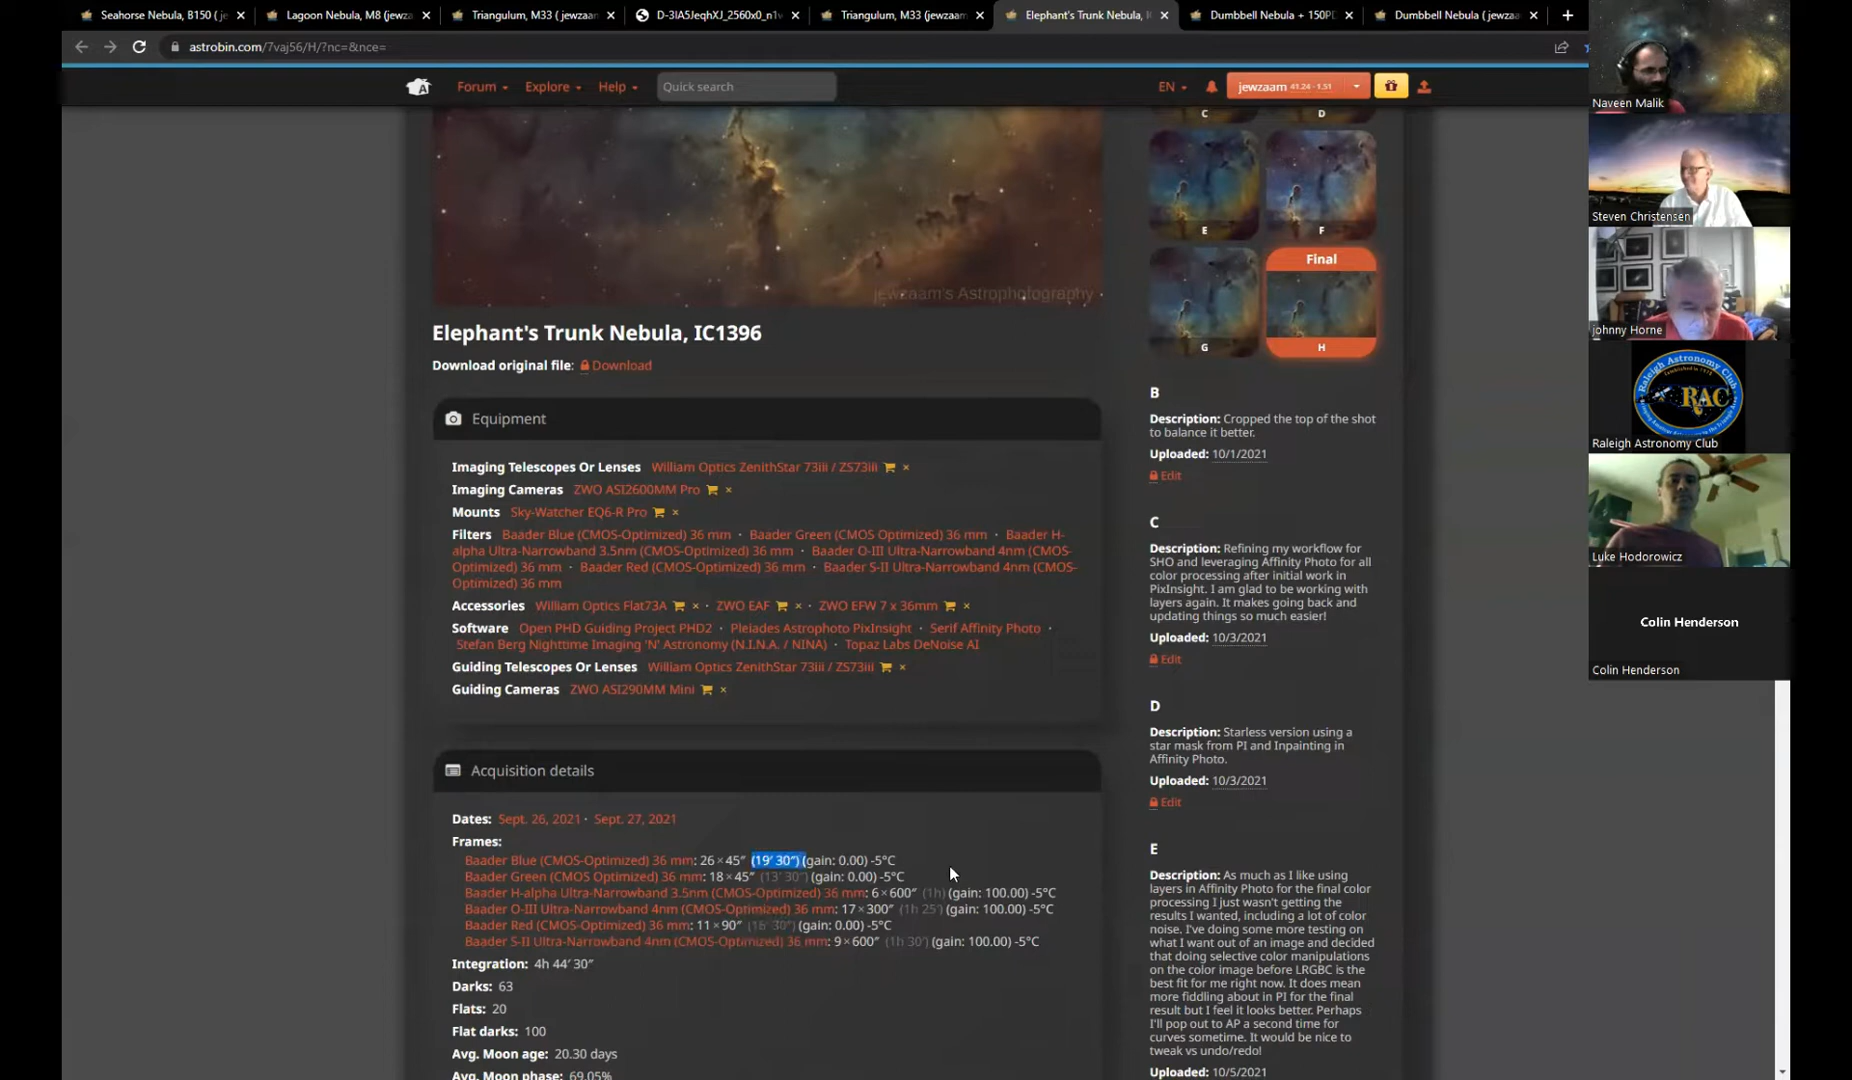 Seahorse Nebula, B150 ( je
Lagoon Nebula, M8 (jewza
Triangulum, M33 ( jewzaam
D-3IA5JeqhXJ_2560x0_n1w
Triangulum, M33 (jewzaam
Elephant's Trunk Nebula, I
Dumbbell Nebula + 150PD
Dumbbell Nebula ( jewzaa
astrobin.com/7vaj56/H/?nc=&nce=
Forum
Explore
Help
Quick search
EN
jewzaam 41.24 - 1.51
C
D
E
F
G
Final
H
jewzaam's Astrophotography
Elephant's Trunk Nebula, IC1396
Download original file: Download
Equipment
Imaging Telescopes Or Lenses William Optics ZenithStar 73iii / ZS73iii
Imaging Cameras ZWO ASI2600MM Pro
Mounts Sky-Watcher EQ6-R Pro
Filters Baader Blue (CMOS-Optimized) 36 mm · Baader Green (CMOS Optimized) 36 mm · Baader H-
alpha Ultra-Narrowband 3.5nm (CMOS-Optimized) 36 mm · Baader O-III Ultra-Narrowband 4nm (CMOS-
Optimized) 36 mm · Baader Red (CMOS-Optimized) 36 mm · Baader S-II Ultra-Narrowband 4nm (CMOS-
Optimized) 36 mm
Accessories William Optics Flat73A · ZWO EAF · ZWO EFW 7 x 36mm
Software Open PHD Guiding Project PHD2 · Pleiades Astrophoto PixInsight · Serif Affinity Photo ·
Stefan Berg Nighttime Imaging 'N' Astronomy (N.I.N.A. / NINA) · Topaz Labs DeNoise AI
Guiding Telescopes Or Lenses William Optics ZenithStar 73iii / ZS73iii
Guiding Cameras ZWO ASI290MM Mini
Acquisition details
Dates: Sept. 26, 2021 · Sept. 27, 2021
Frames:
Baader Blue (CMOS-Optimized) 36 mm: 26×45″ (19′ 30″) (gain: 0.00) -5°C
Baader Green (CMOS Optimized) 36 mm: 18×45″ (13′ 30″) (gain: 0.00) -5°C
Baader H-alpha Ultra-Narrowband 3.5nm (CMOS-Optimized) 36 mm: 6×600″ (1h) (gain: 100.00) -5°C
Baader O-III Ultra-Narrowband 4nm (CMOS-Optimized) 36 mm: 17×300″ (1h 25′) (gain: 100.00) -5°C
Baader Red (CMOS-Optimized) 36 mm: 11×90″ (16′ 30″) (gain: 0.00) -5°C
Baader S-II Ultra-Narrowband 4nm (CMOS-Optimized) 36 mm: 9×600″ (1h 30′) (gain: 100.00) -5°C
Integration: 4h 44′ 30″
Darks: 63
Flats: 20
Flat darks: 100
Avg. Moon age: 20.30 days
Avg. Moon phase: 69.05%
B
Description: Cropped the top of the shot
to balance it better.
Uploaded: 10/1/2021
Edit
C
Description: Refining my workflow for
SHO and leveraging Affinity Photo for all
color processing after initial work in
PixInsight. I am glad to be working with
layers again. It makes going back and
updating things so much easier!
Uploaded: 10/3/2021
Edit
D
Description: Starless version using a
star mask from PI and Inpainting in
Affinity Photo.
Uploaded: 10/3/2021
Edit
E
Description: As much as I like using
layers in Affinity Photo for the final color
processing I just wasn't getting the
results I wanted, including a lot of color
noise. I've doing some more testing on
what I want out of an image and decided
that doing selective color manipulations
on the color image before LRGBC is the
best fit for me right now. It does mean
more fiddling about in PI for the final
result but I feel it looks better. Perhaps
I'll pop out to AP a second time for
curves sometime. It would be nice to
tweak vs undo/redo!
Uploaded: 10/5/2021
Naveen Malik
Steven Christensen
johnny Horne
RAC
Raleigh Astronomy Club
Luke Hodorowicz
Colin Henderson
Colin Henderson